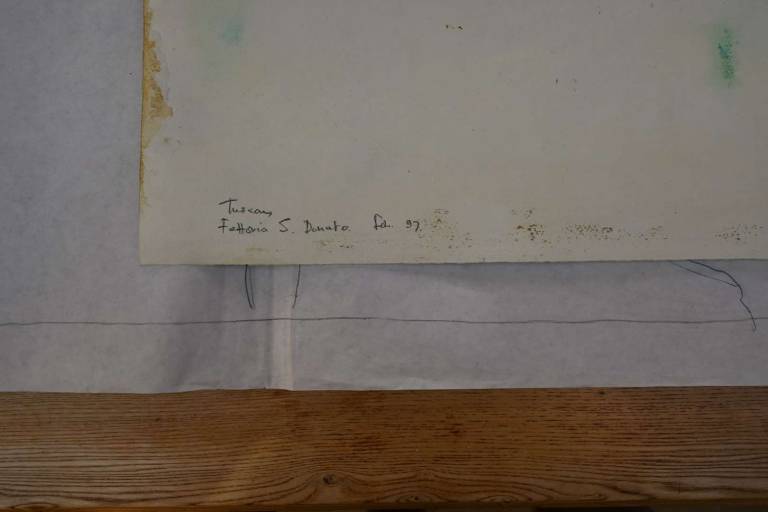 Tuscany
Fattoria S. Donato. Feb. 97.